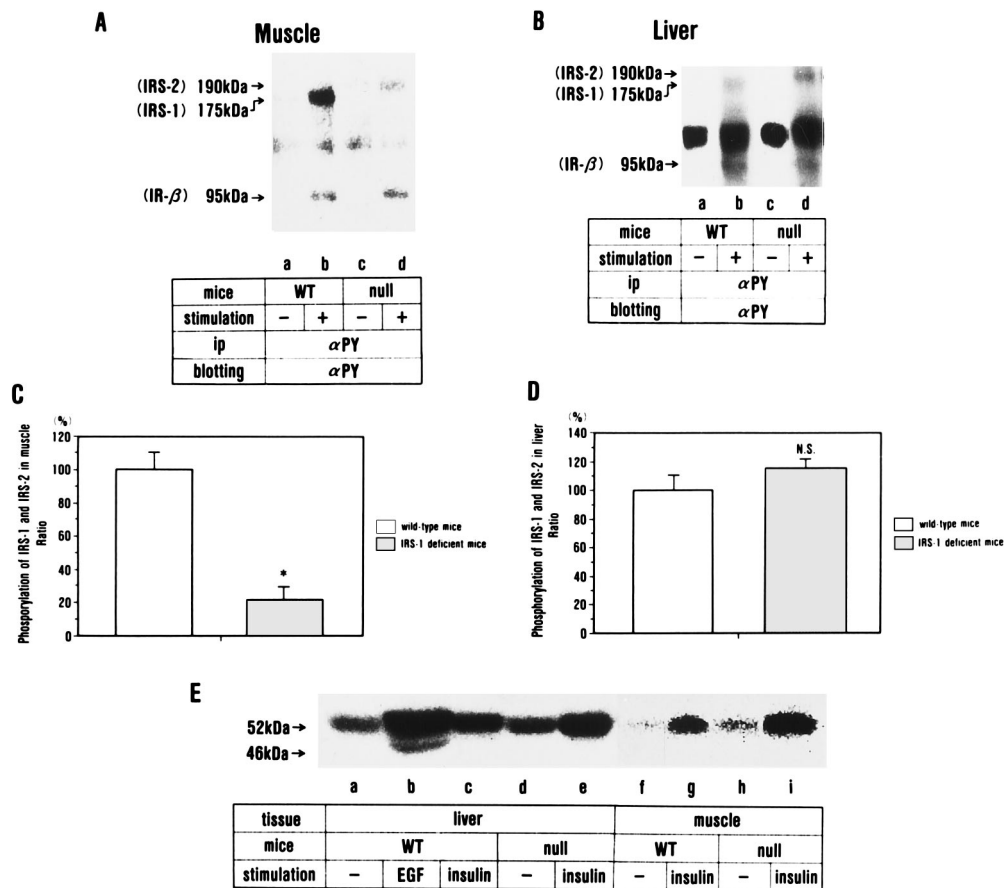 A
Muscle
(IRS-2) 190kDa→
(IRS-1) 175kDa
(IR-β) 95kDa→
a b c d
mice WT null
stimulation − + − +
ip αPY
blotting αPY
B
Liver
(IRS-2) 190kDa→
(IRS-1) 175kDa
(IR-β) 95kDa→
a b c d
mice WT null
stimulation − + − +
ip αPY
blotting αPY
C
(%)
120
100
80
60
40
20
0
Phosporylation of IRS-1 and IRS-2 in muscle
Ratio
*
wild-type mice
IRS-1 deficient mice
D
(%)
140
120
100
80
60
40
20
0
Phosphorylation of IRS-1 and IRS-2 in liver
Ratio
N.S.
wild-type mice
IRS-1 deficient mice
E
52kDa→
46kDa→
a b c d e f g h i
tissue liver muscle
mice WT null WT null
stimulation − EGF insulin − insulin − insulin − insulin